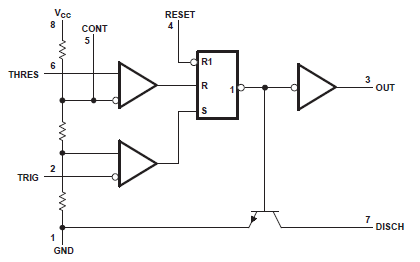 VCC
8
CONT
5
RESET
4
6
THRES
R1
R
1
S
3
OUT
2
TRIG
7
DISCH
1
GND